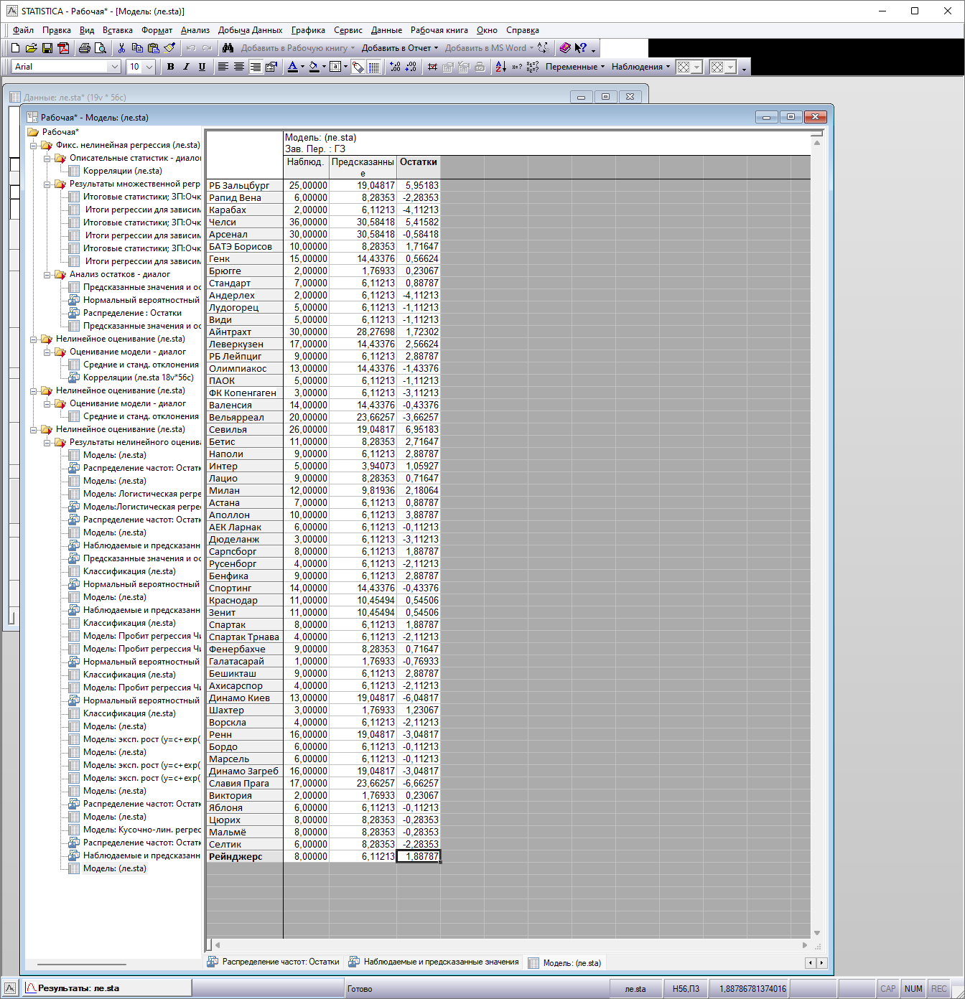 STATISTICA - Рабочая* - [Модель: (ле.sta)]
Файл Правка Вид Вставка Формат Анализ Добыча Данных Графика Сервис Данные Рабочая книга Окно Справка
Добавить в Рабочую книгу Добавить в Отчет Добавить в MS Word
Arial 10 B I U Переменные Наблюдения
Данные: ле.sta* (19v * 56c)
Рабочая* - Модель: (ле.sta)
Рабочая*
Фикс. нелинейная регрессия (ле.sta)
Описательные статистик - диалог
Корреляции (ле.sta)
Результаты множественной регр
Итоговые статистики; ЗП:Очк
Итоги регрессии для зависим
Итоговые статистики; ЗП:Очк
Итоги регрессии для зависим
Итоговые статистики; ЗП:Очк
Итоги регрессии для зависим
Анализ остатков - диалог
Предсказанные значения и ос
Нормальный вероятностный
Распределение : Остатки
Предсказанные значения и ос
Нелинейное оценивание (ле.sta)
Оценивание модели - диалог
Средние и станд. отклонения
Корреляции (ле.sta 18v*56c)
Нелинейное оценивание (ле.sta)
Оценивание модели - диалог
Средние и станд. отклонения
Нелинейное оценивание (ле.sta)
Результаты нелинейного оценива
Модель: (ле.sta)
Распределение частот: Остатк
Модель: (ле.sta)
Модель: Логистическая регре
Модель:Логистическая регрес
Распределение частот: Остатк
Модель: (ле.sta)
Наблюдаемые и предсказанн
Предсказанные значения и ос
Классификация (ле.sta)
Нормальный вероятностный
Модель: (ле.sta)
Наблюдаемые и предсказанн
Классификация (ле.sta)
Модель: Пробит регрессия Чи
Модель: Пробит регрессия Чи
Нормальный вероятностный
Классификация (ле.sta)
Модель: Пробит регрессия Чи
Нормальный вероятностный
Классификация (ле.sta)
Модель: (ле.sta)
Модель: эксп. рост (y=c+exp(
Модель: (ле.sta)
Модель: эксп. рост (y=c+exp(
Модель: эксп. рост (y=c+exp(
Модель: (ле.sta)
Распределение частот: Остатк
Модель: (ле.sta)
Модель: Кусочно-лин. регрес
Распределение частот: Остатк
Наблюдаемые и предсказанн
Модель: (ле.sta)
Модель: (ле.sta)
Зав. Пер. : ГЗ
Наблюд. Предсказанные Остатки
РБ Зальцбург 25,00000 19,04817 5,95183
Рапид Вена 6,00000 8,28353 -2,28353
Карабах 2,00000 6,11213 -4,11213
Челси 36,00000 30,58418 5,41582
Арсенал 30,00000 30,58418 -0,58418
БАТЭ Борисов 10,00000 8,28353 1,71647
Генк 15,00000 14,43376 0,56624
Брюгге 2,00000 1,76933 0,23067
Стандарт 7,00000 6,11213 0,88787
Андерлех 2,00000 6,11213 -4,11213
Лудогорец 5,00000 6,11213 -1,11213
Види 5,00000 6,11213 -1,11213
Айнтрахт 30,00000 28,27698 1,72302
Леверкузен 17,00000 14,43376 2,56624
РБ Лейпциг 9,00000 6,11213 2,88787
Олимпиакос 13,00000 14,43376 -1,43376
ПАОК 5,00000 6,11213 -1,11213
ФК Копенгаген 3,00000 6,11213 -3,11213
Валенсия 14,00000 14,43376 -0,43376
Вельярреал 20,00000 23,66257 -3,66257
Севилья 26,00000 19,04817 6,95183
Бетис 11,00000 8,28353 2,71647
Наполи 9,00000 6,11213 2,88787
Интер 5,00000 3,94073 1,05927
Лацио 9,00000 8,28353 0,71647
Милан 12,00000 9,81936 2,18064
Астана 7,00000 6,11213 0,88787
Аполлон 10,00000 6,11213 3,88787
АЕК Ларнак 6,00000 6,11213 -0,11213
Дюделанж 3,00000 6,11213 -3,11213
Сарпсборг 8,00000 6,11213 1,88787
Русенборг 4,00000 6,11213 -2,11213
Бенфика 9,00000 6,11213 2,88787
Спортинг 14,00000 14,43376 -0,43376
Краснодар 11,00000 10,45494 0,54506
Зенит 11,00000 10,45494 0,54506
Спартак 8,00000 6,11213 1,88787
Спартак Трнава 4,00000 6,11213 -2,11213
Фенербахче 9,00000 8,28353 0,71647
Галатасарай 1,00000 1,76933 -0,76933
Бешикташ 9,00000 6,11213 2,88787
Ахисарспор 4,00000 6,11213 -2,11213
Динамо Киев 13,00000 19,04817 -6,04817
Шахтер 3,00000 1,76933 1,23067
Ворскла 4,00000 6,11213 -2,11213
Ренн 16,00000 19,04817 -3,04817
Бордо 6,00000 6,11213 -0,11213
Марсель 6,00000 6,11213 -0,11213
Динамо Загреб 16,00000 19,04817 -3,04817
Славия Прага 17,00000 23,66257 -6,66257
Виктория 2,00000 1,76933 0,23067
Яблоня 6,00000 6,11213 -0,11213
Цюрих 8,00000 8,28353 -0,28353
Мальмё 8,00000 8,28353 -0,28353
Селтик 6,00000 8,28353 -2,28353
Рейнджерс 8,00000 6,11213 1,88787
Распределение частот: Остатки Наблюдаемые и предсказанные значения Модель: (ле.sta)
Результаты: ле.sta Готово ле.sta Н56,П3 1,88786781374016 CAP NUM REC